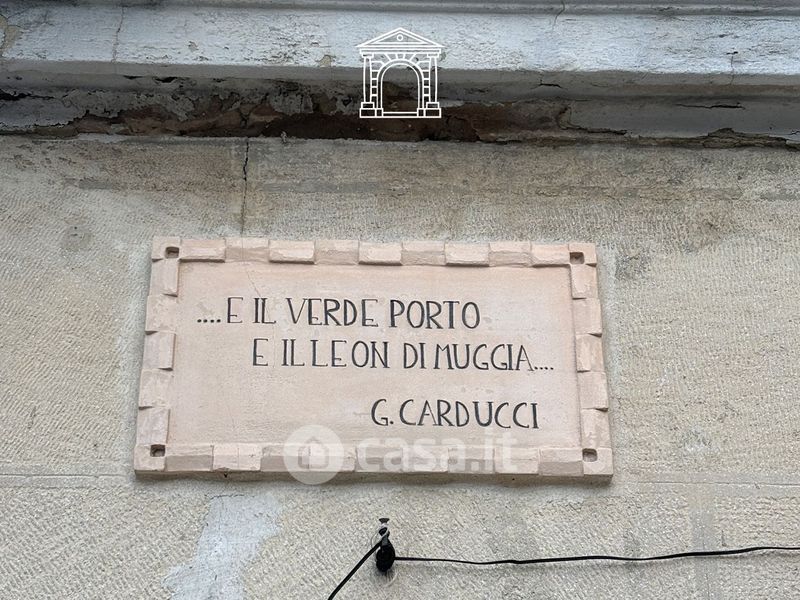 ....E IL VERDE PORTO
E IL LEON DI MUGGIA....
G. CARDUCCI
casa.it